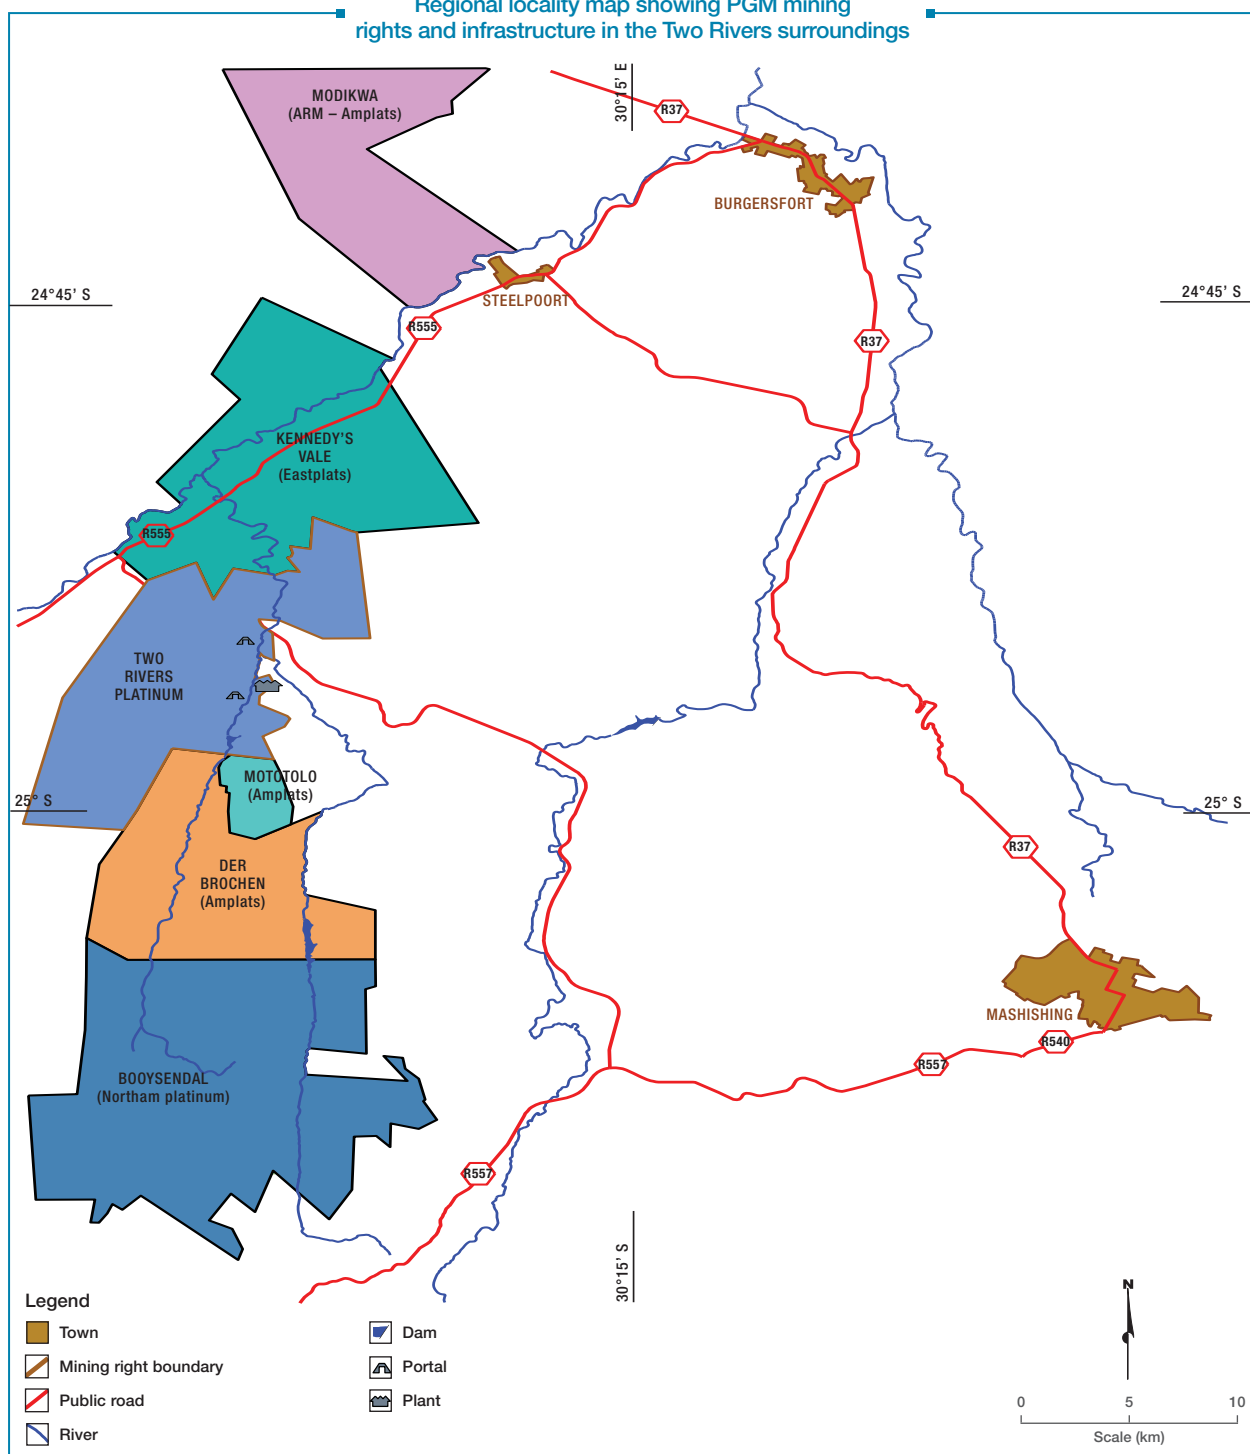 Regional locality map showing PGM mining
rights and infrastructure in the Two Rivers surroundings
MODIKWA
(ARM – Amplats)
30°15' E
R37
BURGERSFORT
STEELPOORT
24°45' S
24°45' S
R555
R37
KENNEDY'S
VALE
(Eastplats)
R555
TWO
RIVERS
PLATINUM
MOTOTOLO
(Amplats)
25° S
25° S
DER
BROCHEN
(Amplats)
R37
MASHISHING
R540
R557
BOOYSENDAL
(Northam platinum)
R557
30°15' S
Legend
Town
Mining right boundary
Public road
River
Dam
Portal
Plant
N
0 5 10
Scale (km)